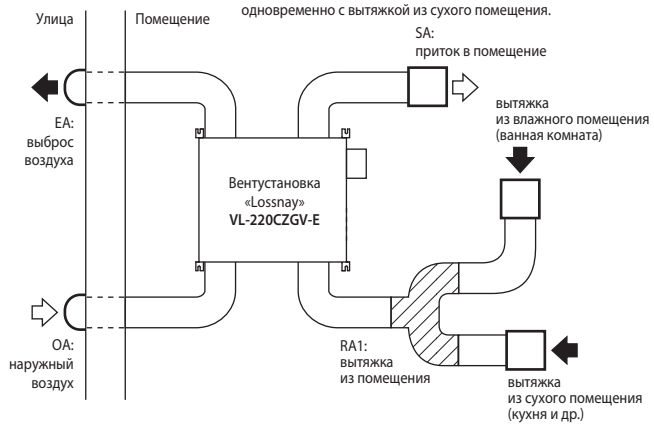 одновременно с вытяжкой из сухого помещения.
Улица
Помещение
SA:
приток в помещение
EA:
выброс
воздуха
вытяжка
из влажного помещения
(ванная комната)
Вентустановка
«Lossnay»
VL-220CZGV-E
OA:
наружный
воздух
RA1:
вытяжка
из помещения
вытяжка
из сухого помещения
(кухня и др.)